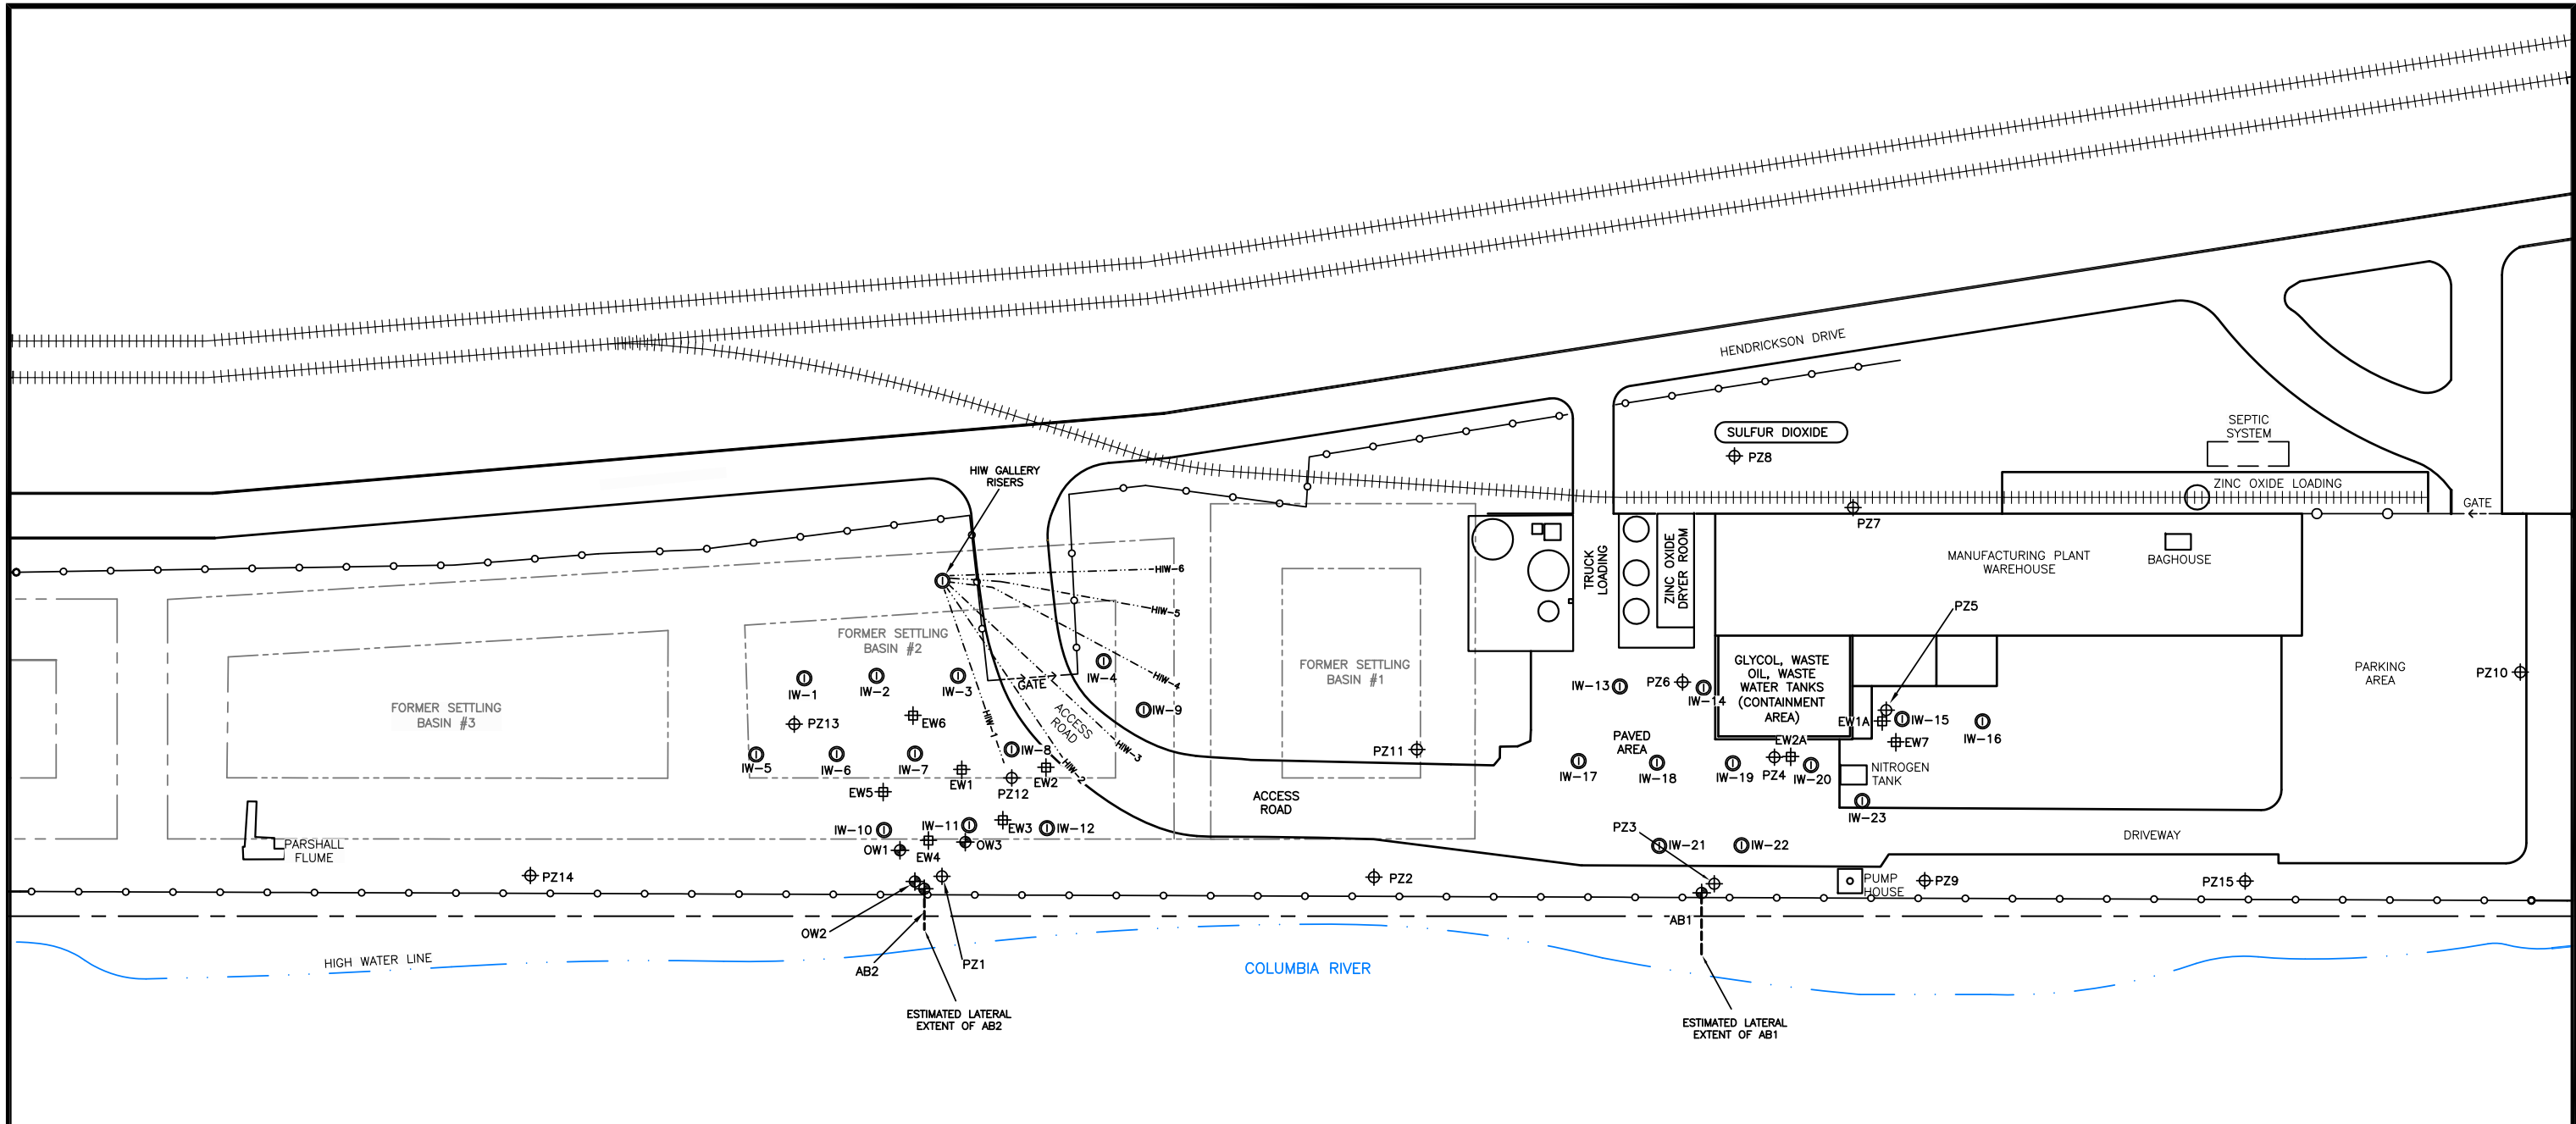 HENDRICKSON DRIVE
SULFUR DIOXIDE
PZ8
SEPTIC
SYSTEM
ZINC OXIDE LOADING
GATE
HIW GALLERY
RISERS
PZ7
TRUCK
LOADING
ZINC OXIDE
DRYER ROOM
MANUFACTURING PLANT
WAREHOUSE
BAGHOUSE
HIW-6
HIW-5
HIW-4
HIW-3
HIW-2
HIW-1
PZ5
FORMER SETTLING
BASIN #2
FORMER SETTLING
BASIN #1
FORMER SETTLING
BASIN #3
GLYCOL, WASTE
OIL, WASTE
WATER TANKS
(CONTAINMENT
AREA)
PARKING
AREA
PZ10
IW-1
IW-2
IW-3
GATE
IW-4
IW-9
IW-13
PZ6
IW-14
PZ13
EW6
ACCESS
ROAD
EW1A
IW-15
IW-16
EW7
IW-5
IW-6
IW-7
IW-8
EW1
EW2
PZ12
EW5
PZ11
PAVED
AREA
EW2A
IW-17
IW-18
IW-19
PZ4
IW-20
NITROGEN
TANK
IW-23
ACCESS
ROAD
PARSHALL
FLUME
IW-10
IW-11
EW3
IW-12
OW1
EW4
OW3
PZ3
IW-21
IW-22
DRIVEWAY
PZ14
PZ2
PUMP
HOUSE
PZ9
PZ15
OW2
AB2
PZ1
AB1
HIGH WATER LINE
COLUMBIA RIVER
ESTIMATED LATERAL
EXTENT OF AB2
ESTIMATED LATERAL
EXTENT OF AB1